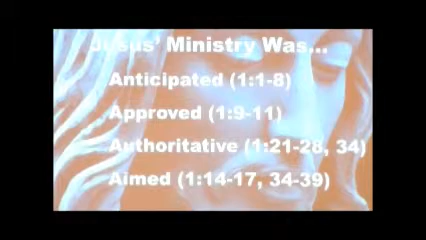 Jesus' Ministry Was...
Anticipated (1:1-8)
Approved (1:9-11)
Authoritative (1:21-28, 34)
Aimed (1:14-17, 34-39)